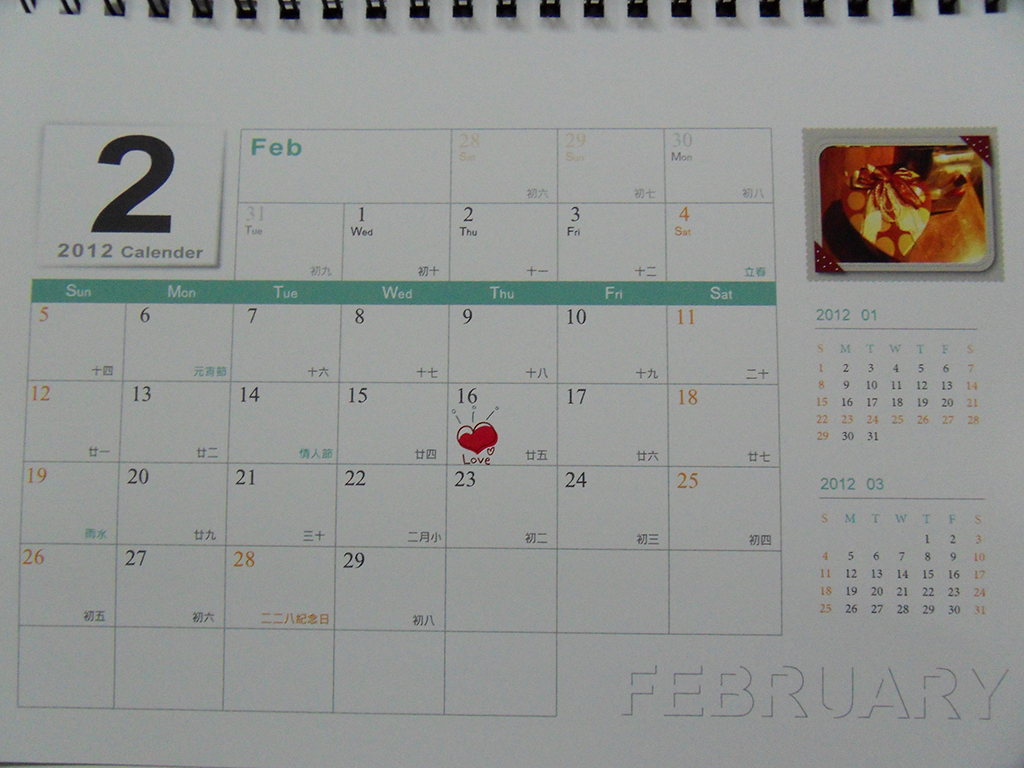 2
2012 Calender
Feb
28 29 30
Sat Sun Mon
初六 初七 初八
31 1 2 3 4
Tue Wed Thu Fri Sat
初九 初十 十一 十二 立春
Sun Mon Tue Wed Thu Fri Sat
5 6 7 8 9 10 11
十四 元宵節 十六 十七 十八 十九 二十
12 13 14 15 16 17 18
Love
廿一 廿二 情人節 廿四 廿五 廿六 廿七
19 20 21 22 23 24 25
雨水 廿九 三十 二月小 初二 初三 初四
26 27 28 29
初五 初六 二二八紀念日 初八
2012 01
S M T W T F S
1 2 3 4 5 6 7
8 9 10 11 12 13 14
15 16 17 18 19 20 21
22 23 24 25 26 27 28
29 30 31
2012 03
S M T W T F S
1 2 3
4 5 6 7 8 9 10
11 12 13 14 15 16 17
18 19 20 21 22 23 24
25 26 27 28 29 30 31
FEBRUARY